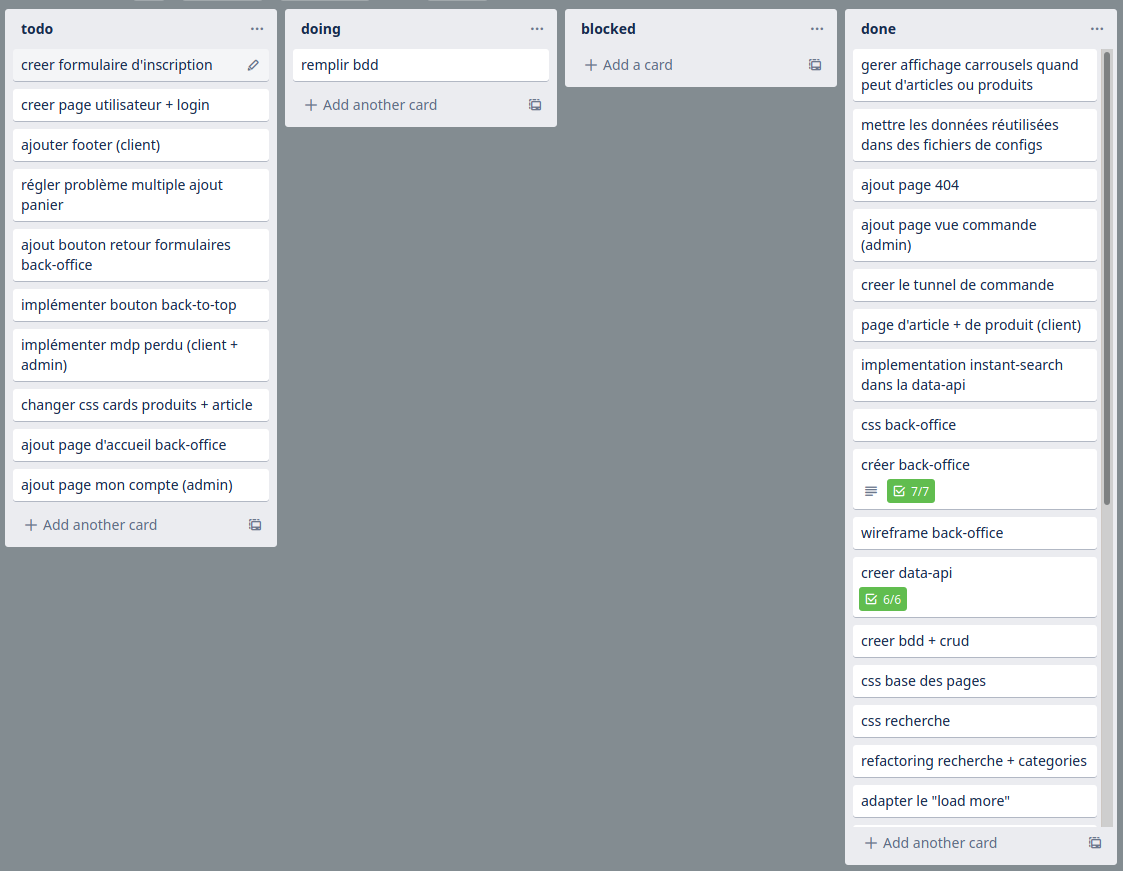 todo
creer formulaire d'inscription
creer page utilisateur + login
ajouter footer (client)
régler problème multiple ajout
panier
ajout bouton retour formulaires
back-office
implémenter bouton back-to-top
implémenter mdp perdu (client +
admin)
changer css cards produits + article
ajout page d'accueil back-office
ajout page mon compte (admin)
Add another card
doing
remplir bdd
Add another card
blocked
Add a card
done
gerer affichage carrousels quand
peut d'articles ou produits
mettre les données réutilisées
dans des fichiers de configs
ajout page 404
ajout page vue commande
(admin)
creer le tunnel de commande
page d'article + de produit (client)
implementation instant-search
dans la data-api
css back-office
créer back-office
7/7
wireframe back-office
creer data-api
6/6
creer bdd + crud
css base des pages
css recherche
refactoring recherche + categories
adapter le "load more"
Add another card